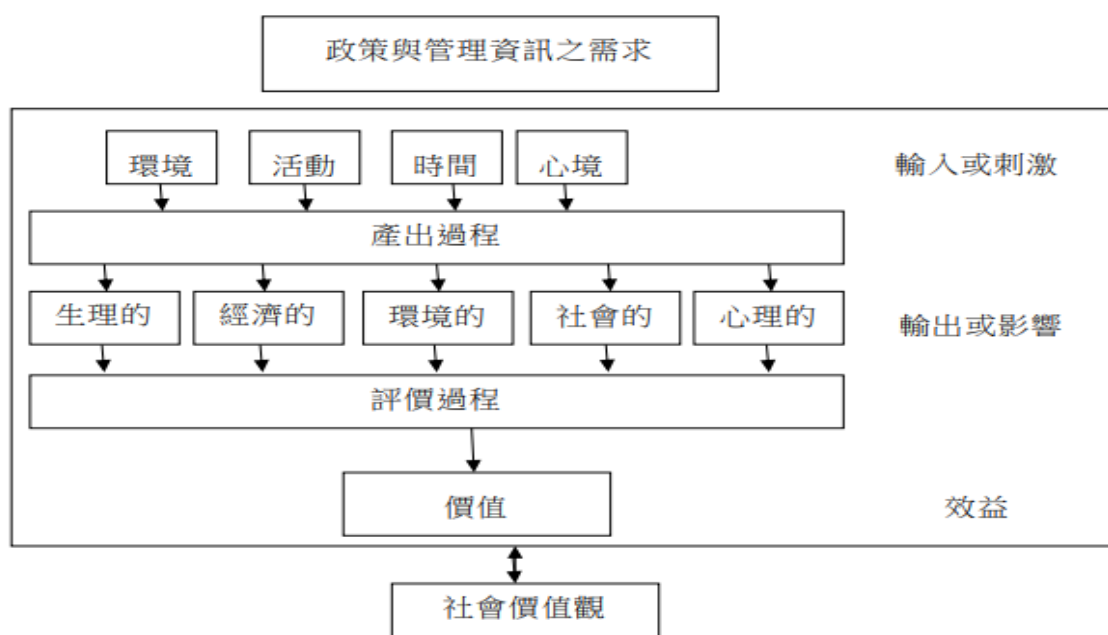 政策與管理資訊之需求
環境 活動 時間 心境 輸入或刺激
產出過程
生理的 經濟的 環境的 社會的 心理的 輸出或影響
評價過程
價值 效益
社會價值觀